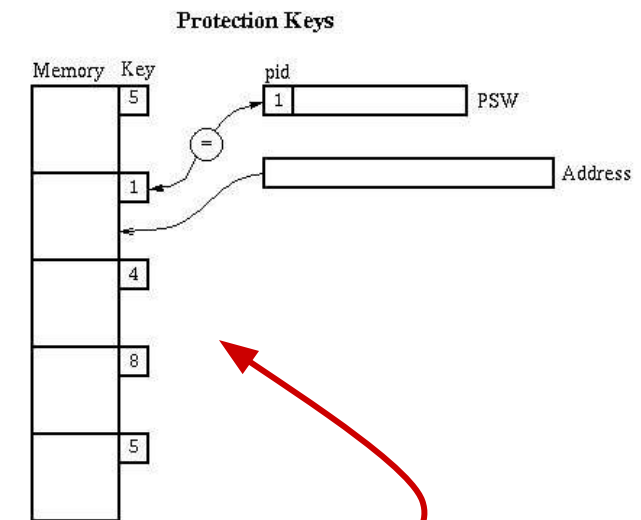 Protection Keys
Memory Key
pid
5
1
PSW
=
1
Address
4
8
5